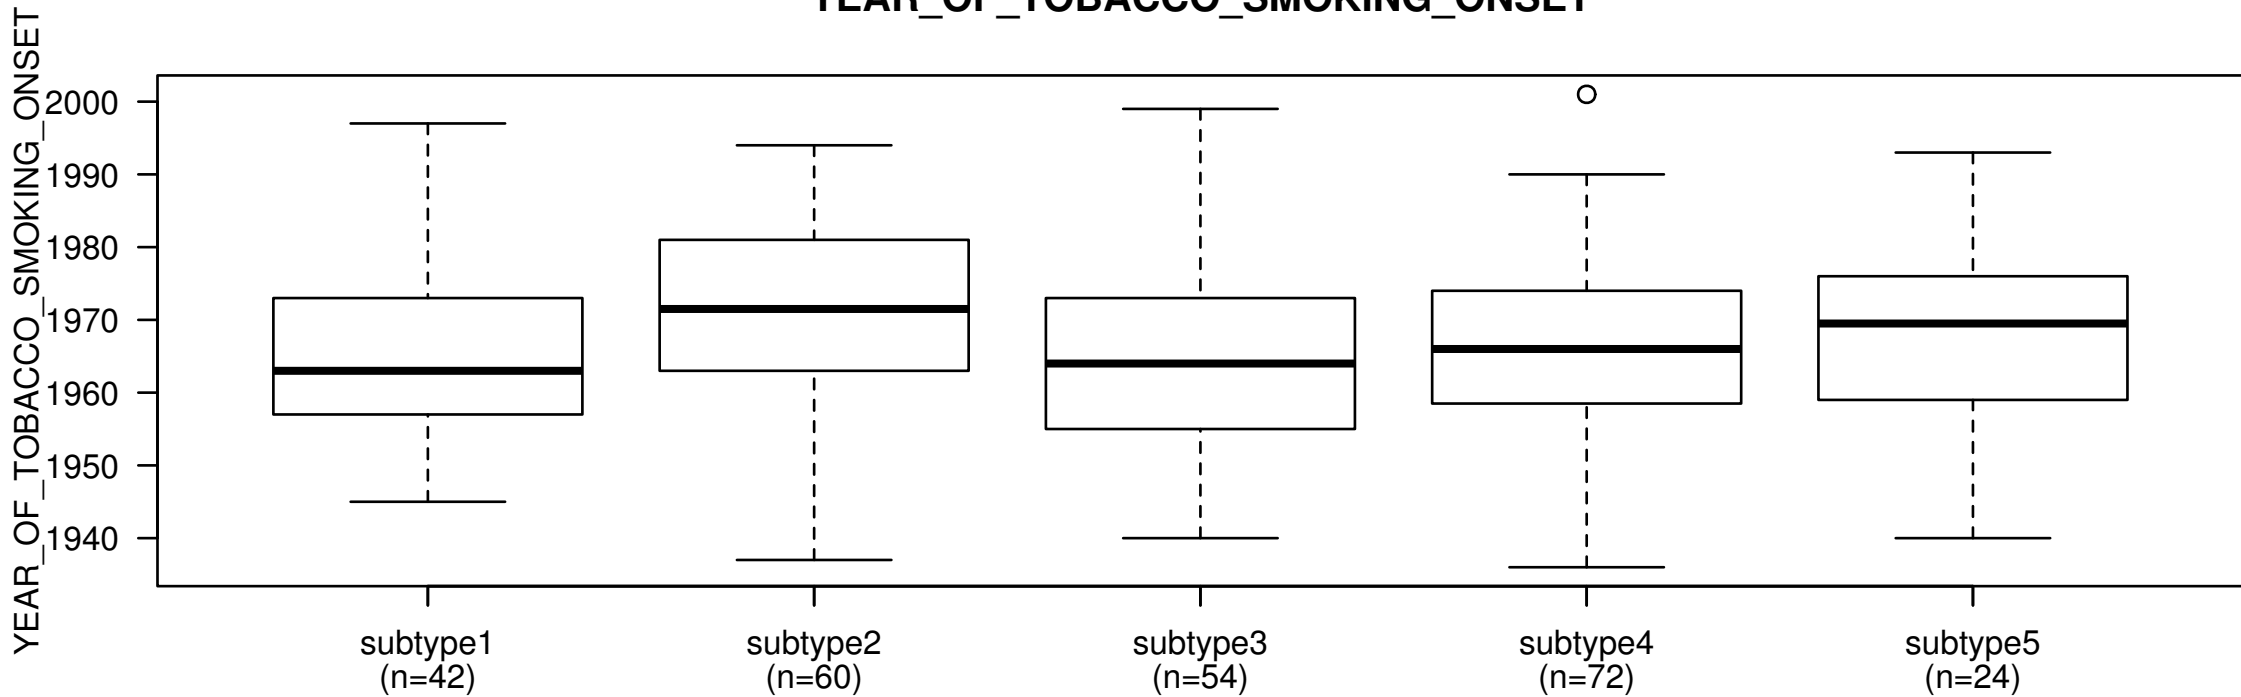 YEAR_OF_TOBACCO_SMOKING_ONSET
YEAR_OF_TOBACCO_SMOKING_ONSET
2000
1990
1980
1970
1960
1950
1940
subtype1
(n=42)
subtype2
(n=60)
subtype3
(n=54)
subtype4
(n=72)
subtype5
(n=24)